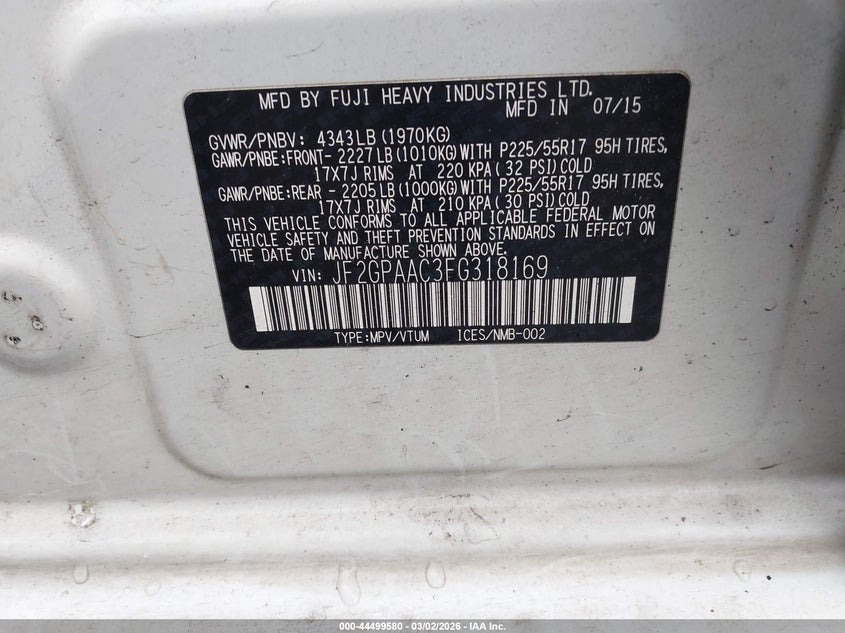 MFD BY FUJI HEAVY INDUSTRIES LTD.
MFD IN 07/15
GVWR/PNBV: 4343LB (1970KG)
GAWR/PNBE:FRONT- 2227LB (1010KG) WITH P225/55R17 95H TIRES,
17X7J RIMS AT 220 KPA ( 32 PSI) COLD
GAWR/PNBE:REAR - 2205LB (1000KG) WITH P225/55R17 95H TIRES,
17X7J RIMS AT 210 KPA ( 30 PSI) COLD
THIS VEHICLE CONFORMS TO ALL APPLICABLE FEDERAL MOTOR
VEHICLE SAFETY AND THEFT PREVENTION STANDARDS IN EFFECT ON
THE DATE OF MANUFACTURE SHOWN ABOVE.
VIN: JF2GPAAC3FG318169
TYPE:MPV/VTUM ICES/NMB-002
000-44499580 - 03/02/2026 - IAA Inc.